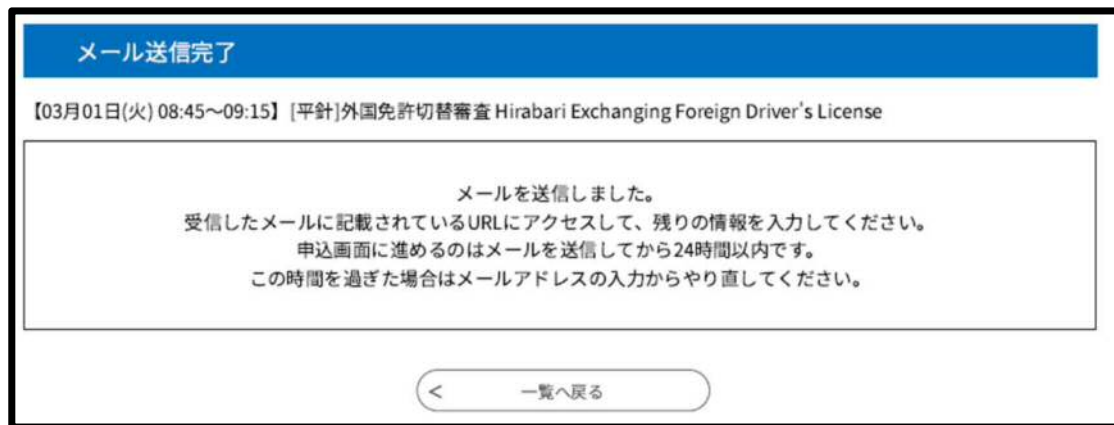 メール送信完了
【03月01日(火) 08:45～09:15】[平針]外国免許切替審査 Hirabari Exchanging Foreign Driver's License
メールを送信しました。
受信したメールに記載されているURLにアクセスして、残りの情報を入力してください。
申込画面に進めるのはメールを送信してから24時間以内です。
この時間を過ぎた場合はメールアドレスの入力からやり直してください。
< 一覧へ戻る